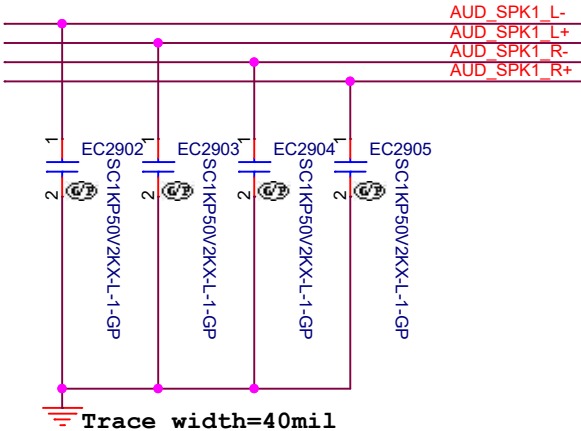 AUD_SPK1_L-
AUD_SPK1_L+
AUD_SPK1_R-
AUD_SPK1_R+
1
EC2902
2
G/P
SC1KP50V2KX-L-1-GP
1
EC2903
2
G/P
SC1KP50V2KX-L-1-GP
1
EC2904
2
G/P
SC1KP50V2KX-L-1-GP
1
EC2905
2
G/P
SC1KP50V2KX-L-1-GP
Trace width=40mil